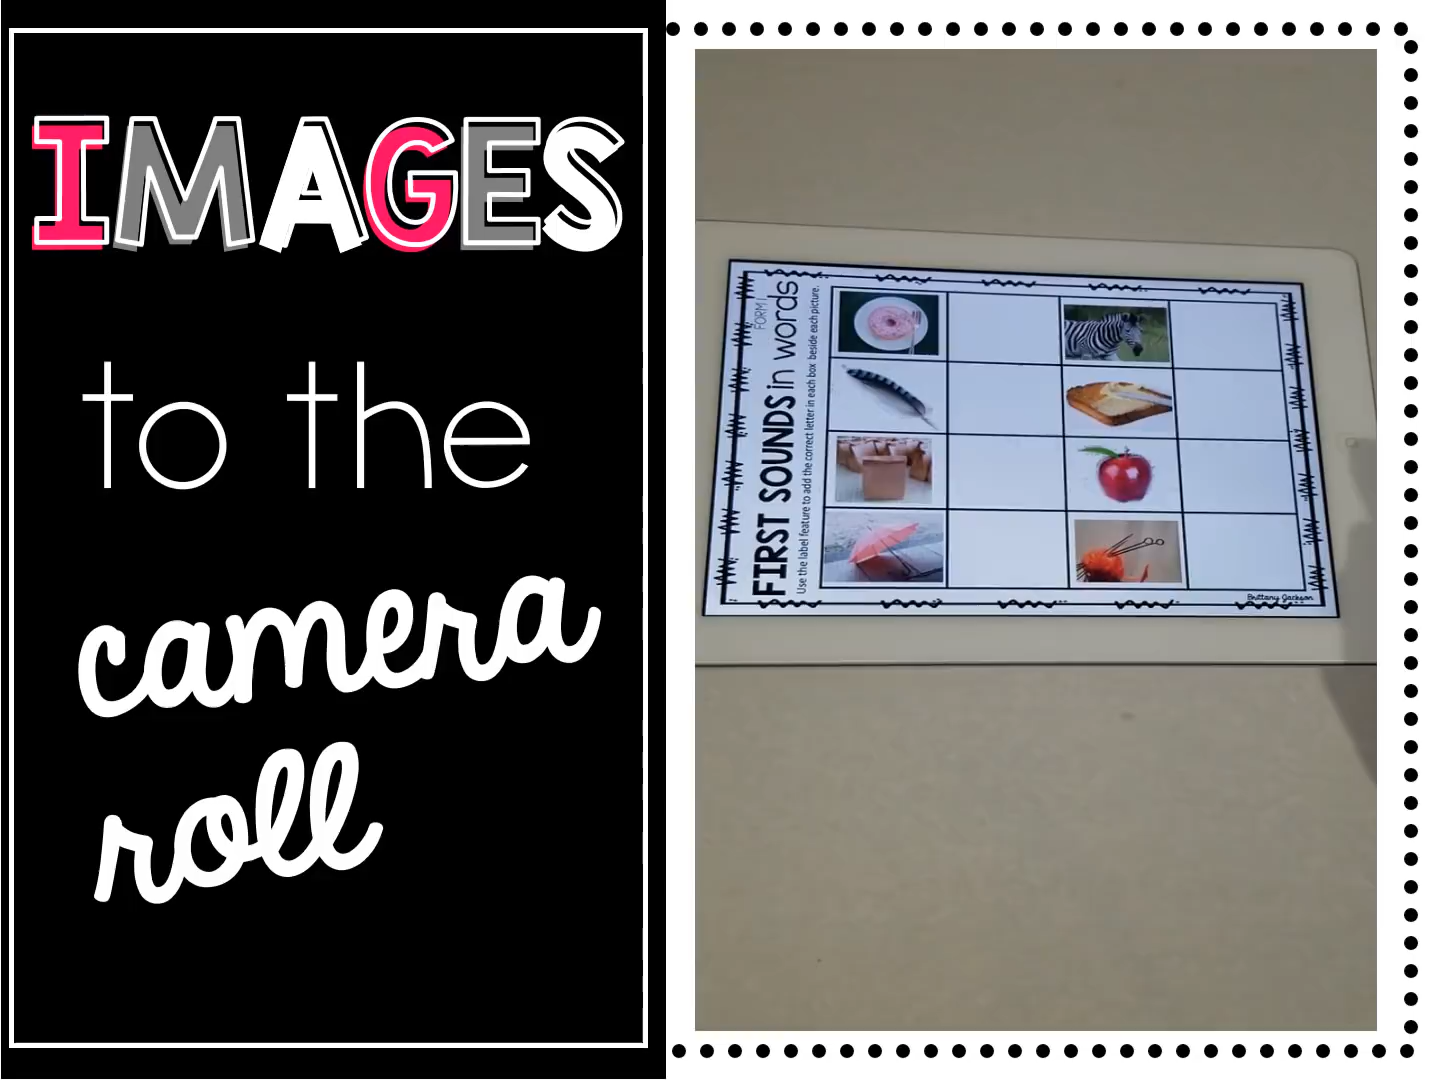 IMAGES
to the
camera
roll
FORM 1
FIRST SOUNDS in words
Use the label feature to add the correct letter in each box beside each picture.
Brittany Jackson